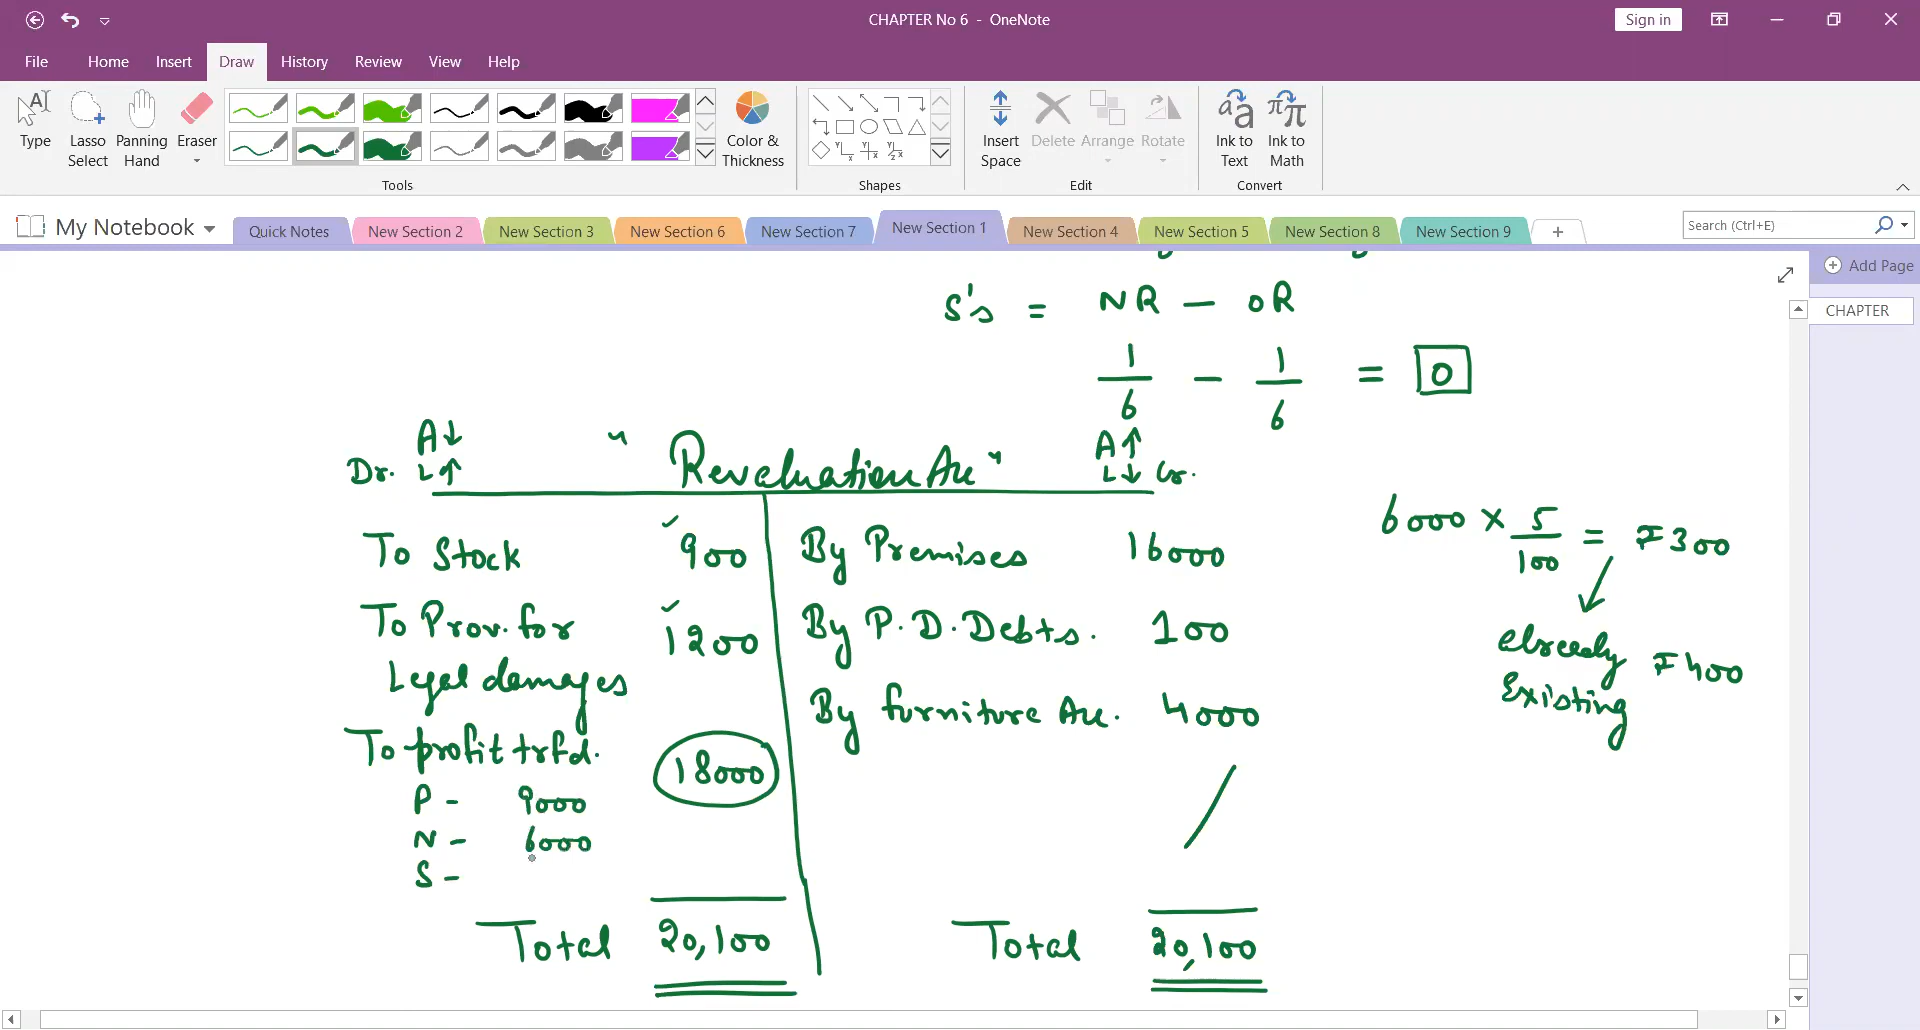 CHAPTER No 6 - OneNote
Sign in
File Home Insert Draw History Review View Help
Type
Lasso Select
Panning Hand
Eraser
Color & Thickness
Insert Space
Delete
Arrange
Rotate
Ink to Text
Ink to Math
Tools
Shapes
Edit
Convert
My Notebook
Quick Notes
New Section 2
New Section 3
New Section 6
New Section 7
New Section 1
New Section 4
New Section 5
New Section 8
New Section 9
Search (Ctrl+E)
Add Page
CHAPTER
S's = NR - OR
1/6 - 1/6 = 0
A↓ A↑
Dr. L↑ "Revaluation A/c" L↓ Cr.
To Stock ✓900 By Premises 16000
To Prov. for ✓1200 By P.D.Debts. 100
Legal damages
By furniture A/c. 4000
To profit trfd. 18000
P - 9000
N - 6000
S -
Total 20,100 Total 20,100
6000 × 5/100 = ₹300
already ₹400
Existing